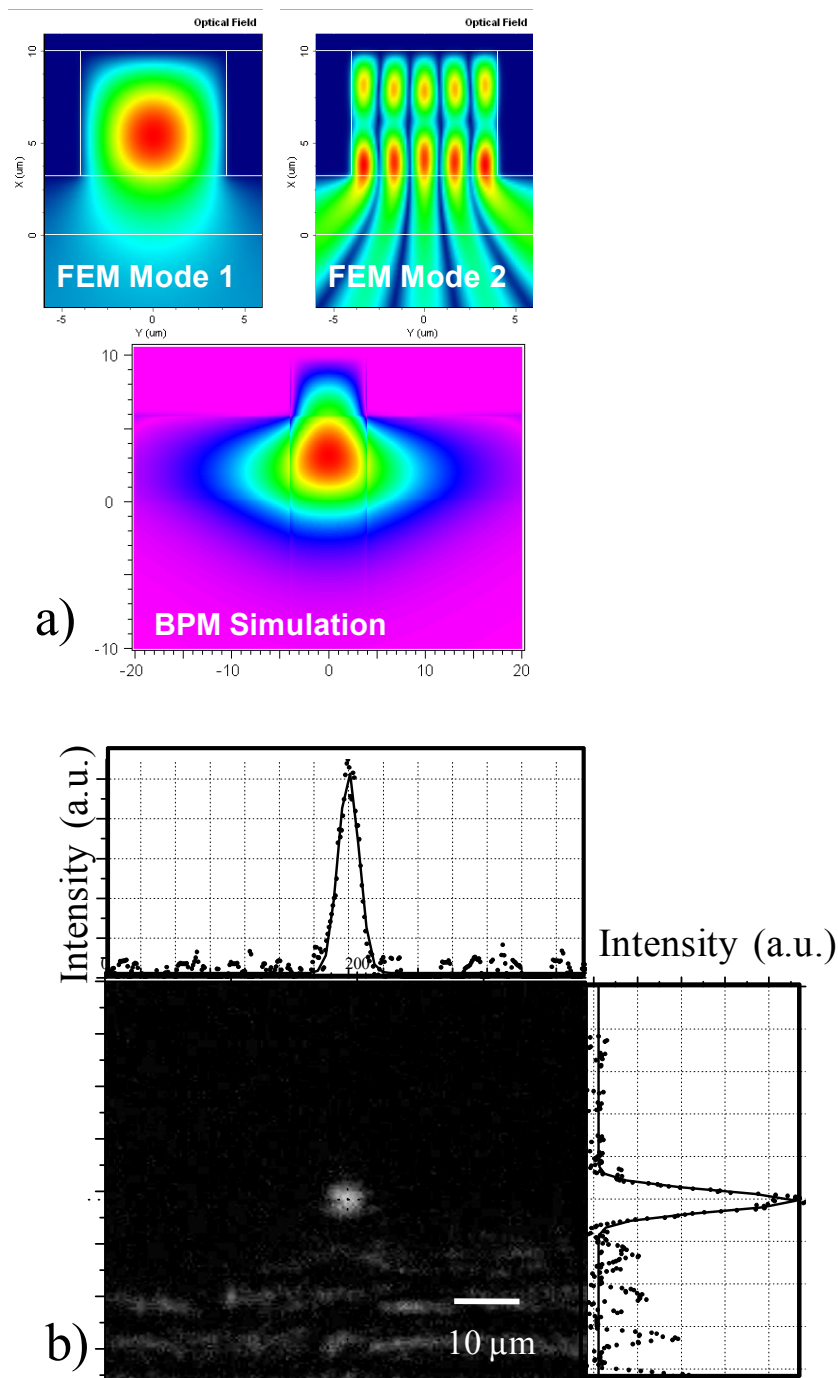 Optical Field
Optical Field
10
5
0
X (um)
FEM Mode 1
-5
0
5
Y (um)
10
5
0
X (um)
FEM Mode 2
-5
0
5
Y (um)
10
0
-10
BPM Simulation
-20
-10
0
10
20
a)
Intensity (a.u.)
200
Intensity (a.u.)
10 µm
b)